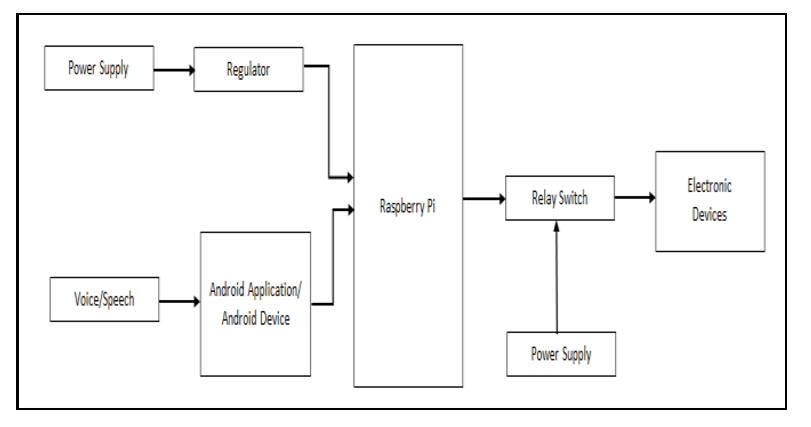 Power Supply
Regulator
Raspberry Pi
Relay Switch
Electronic
Devices
Voice/Speech
Android Application/
Android Device
Power Supply